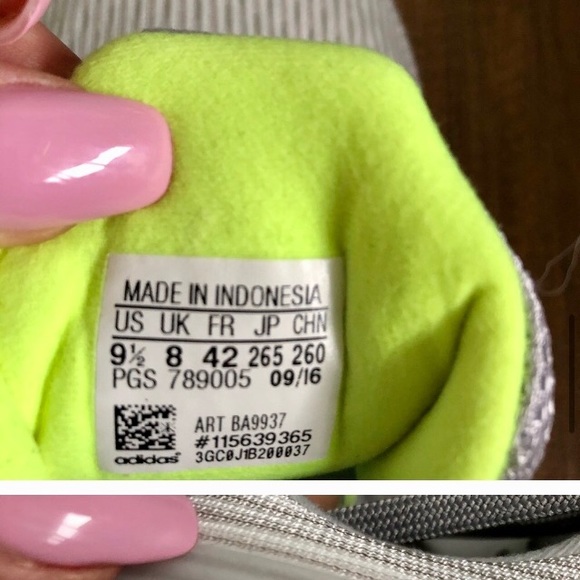 MADE IN INDONESIA
US UK FR JP CHN
9½ 8 42 265 260
PGS 789005 09/16
ART BA9937
#115639365
adidas 3GC0J1B200037